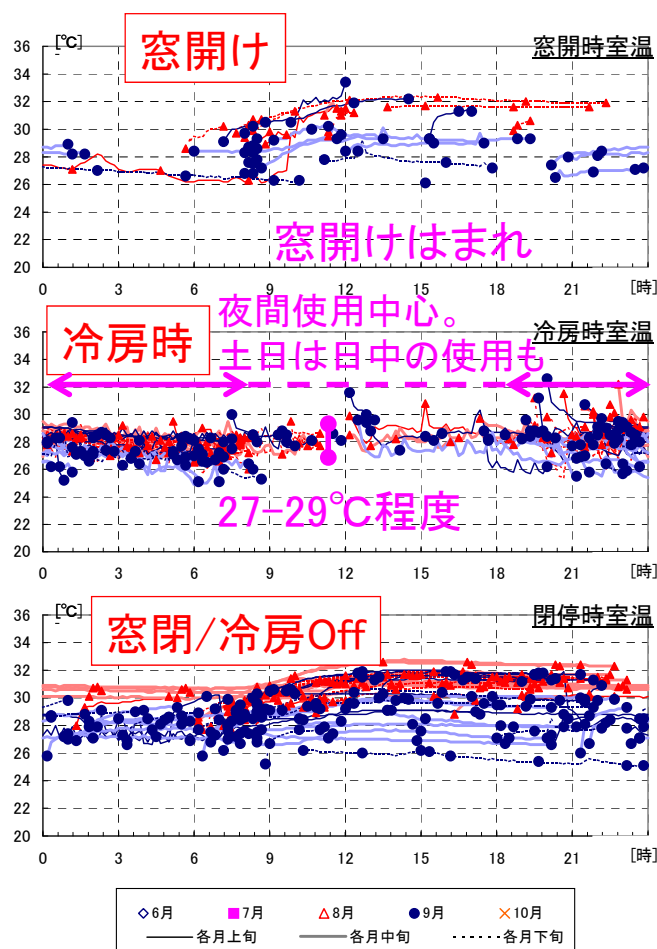 [℃]
窓開け
窓開時室温
36
34
32
30
28
26
24
22
20
窓開けはまれ
0 3 6 9 12 15 18 21 [時]
夜間使用中心。
土日は日中の使用も
[℃]
冷房時
冷房時室温
36
34
32
30
28
26
24
22
20
27-29℃程度
0 3 6 9 12 15 18 21 [時]
[℃]
窓閉/冷房Off
閉停時室温
36
34
32
30
28
26
24
22
20
0 3 6 9 12 15 18 21 [時]
6月 7月 8月 9月 10月
各月上旬 各月中旬 各月下旬